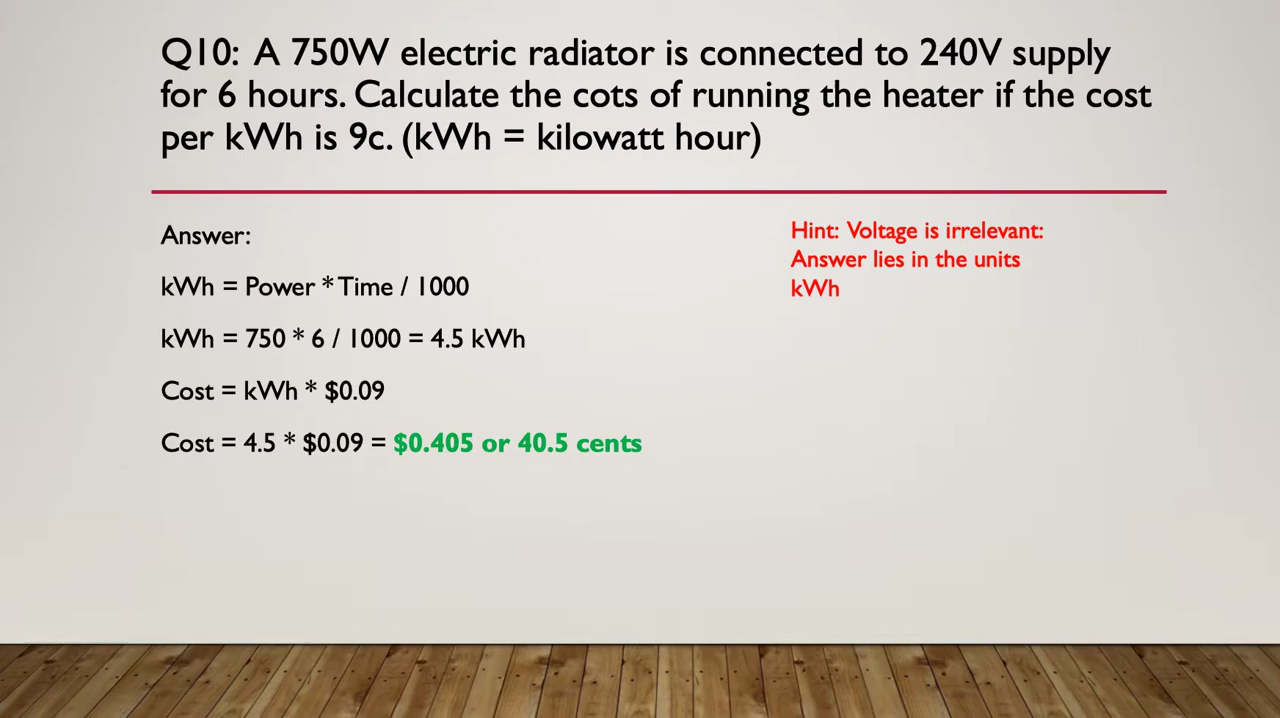 Q10: A 750W electric radiator is connected to 240V supply
for 6 hours. Calculate the cots of running the heater if the cost
per kWh is 9c. (kWh = kilowatt hour)
Answer:
kWh = Power * Time / 1000
kWh = 750 * 6 / 1000 = 4.5 kWh
Cost = kWh * $0.09
Cost = 4.5 * $0.09 = $0.405 or 40.5 cents
Hint: Voltage is irrelevant:
Answer lies in the units
kWh